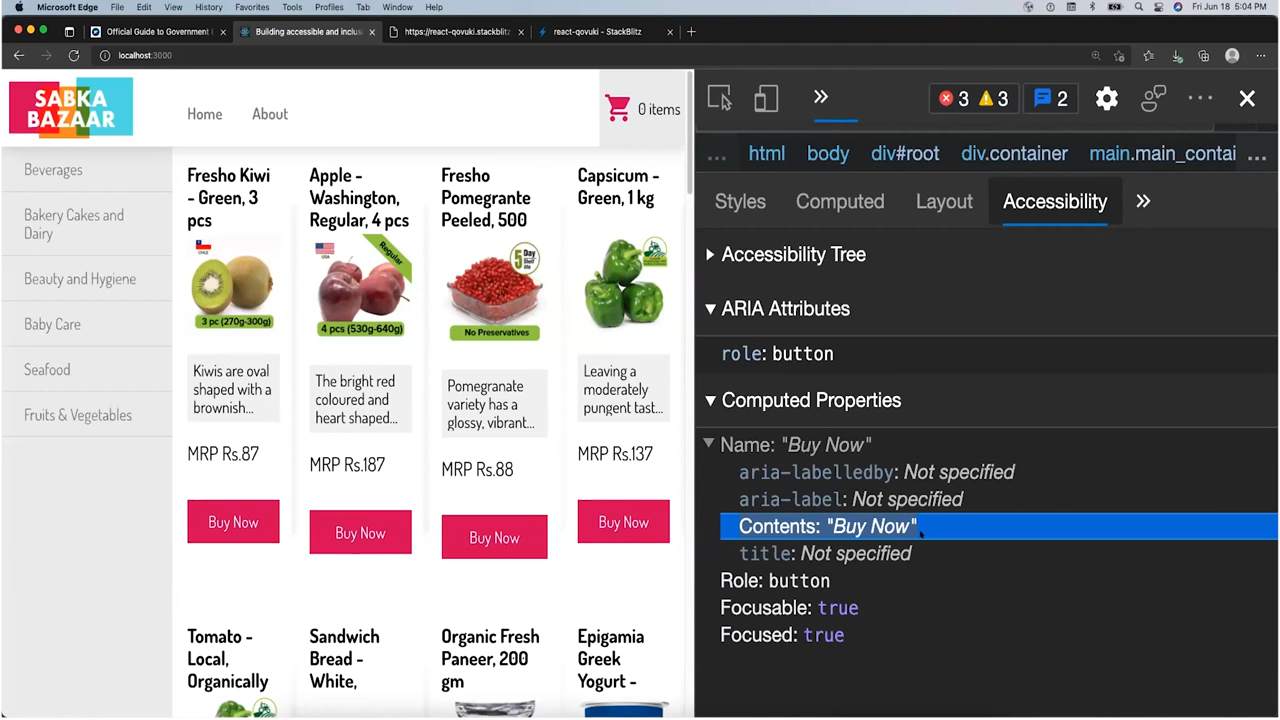 Microsoft Edge File Edit View History Favorites Tools Profiles Tab Window Help Fri Jun 18 5:04 PM
Official Guide to Government Building accessible and inclus https://react-qovuki.stackblitz react-qovuki - StackBlitz
localhost:3000
SABKA
BAZAAR
Home About 0 items
Beverages
Bakery Cakes and
Dairy
Beauty and Hygiene
Baby Care
Seafood
Fruits & Vegetables
Fresho Kiwi
- Green, 3
pcs
CHILE
3 pc (270g-300g)
Kiwis are oval
shaped with a
brownish...
MRP Rs.87
Buy Now
Apple -
Washington,
Regular, 4 pcs
USA
Regular
4 pcs (530g-640g)
The bright red
coloured and
heart shaped...
MRP Rs.187
Buy Now
Fresho
Pomegrante
Peeled, 500
5 Day
No Preservatives
Pomegranate
variety has a
glossy, vibrant...
MRP Rs.88
Buy Now
Capsicum -
Green, 1 kg
Leaving a
moderately
pungent tast...
MRP Rs.137
Buy Now
Tomato -
Local,
Organically
Sandwich
Bread -
White,
Organic Fresh
Paneer, 200
gm
Epigamia
Greek
Yogurt -
3 3 2
... html body div#root div.container main.main_contai ...
Styles Computed Layout Accessibility
Accessibility Tree
ARIA Attributes
role: button
Computed Properties
Name: "Buy Now"
aria-labelledby: Not specified
aria-label: Not specified
Contents: "Buy Now"
title: Not specified
Role: button
Focusable: true
Focused: true